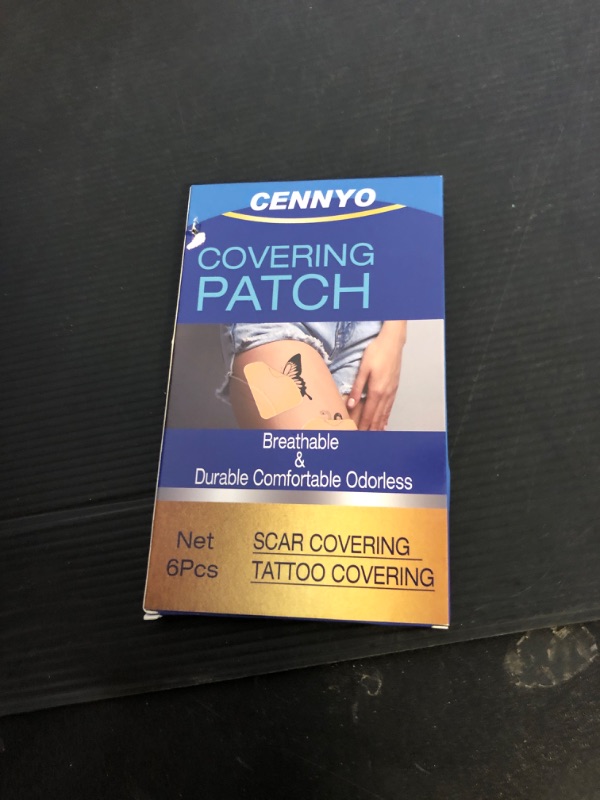 CENNYO
COVERING
PATCH
Breathable
&
Durable Comfortable Odorless
Net
6Pcs
SCAR COVERING
TATTOO COVERING